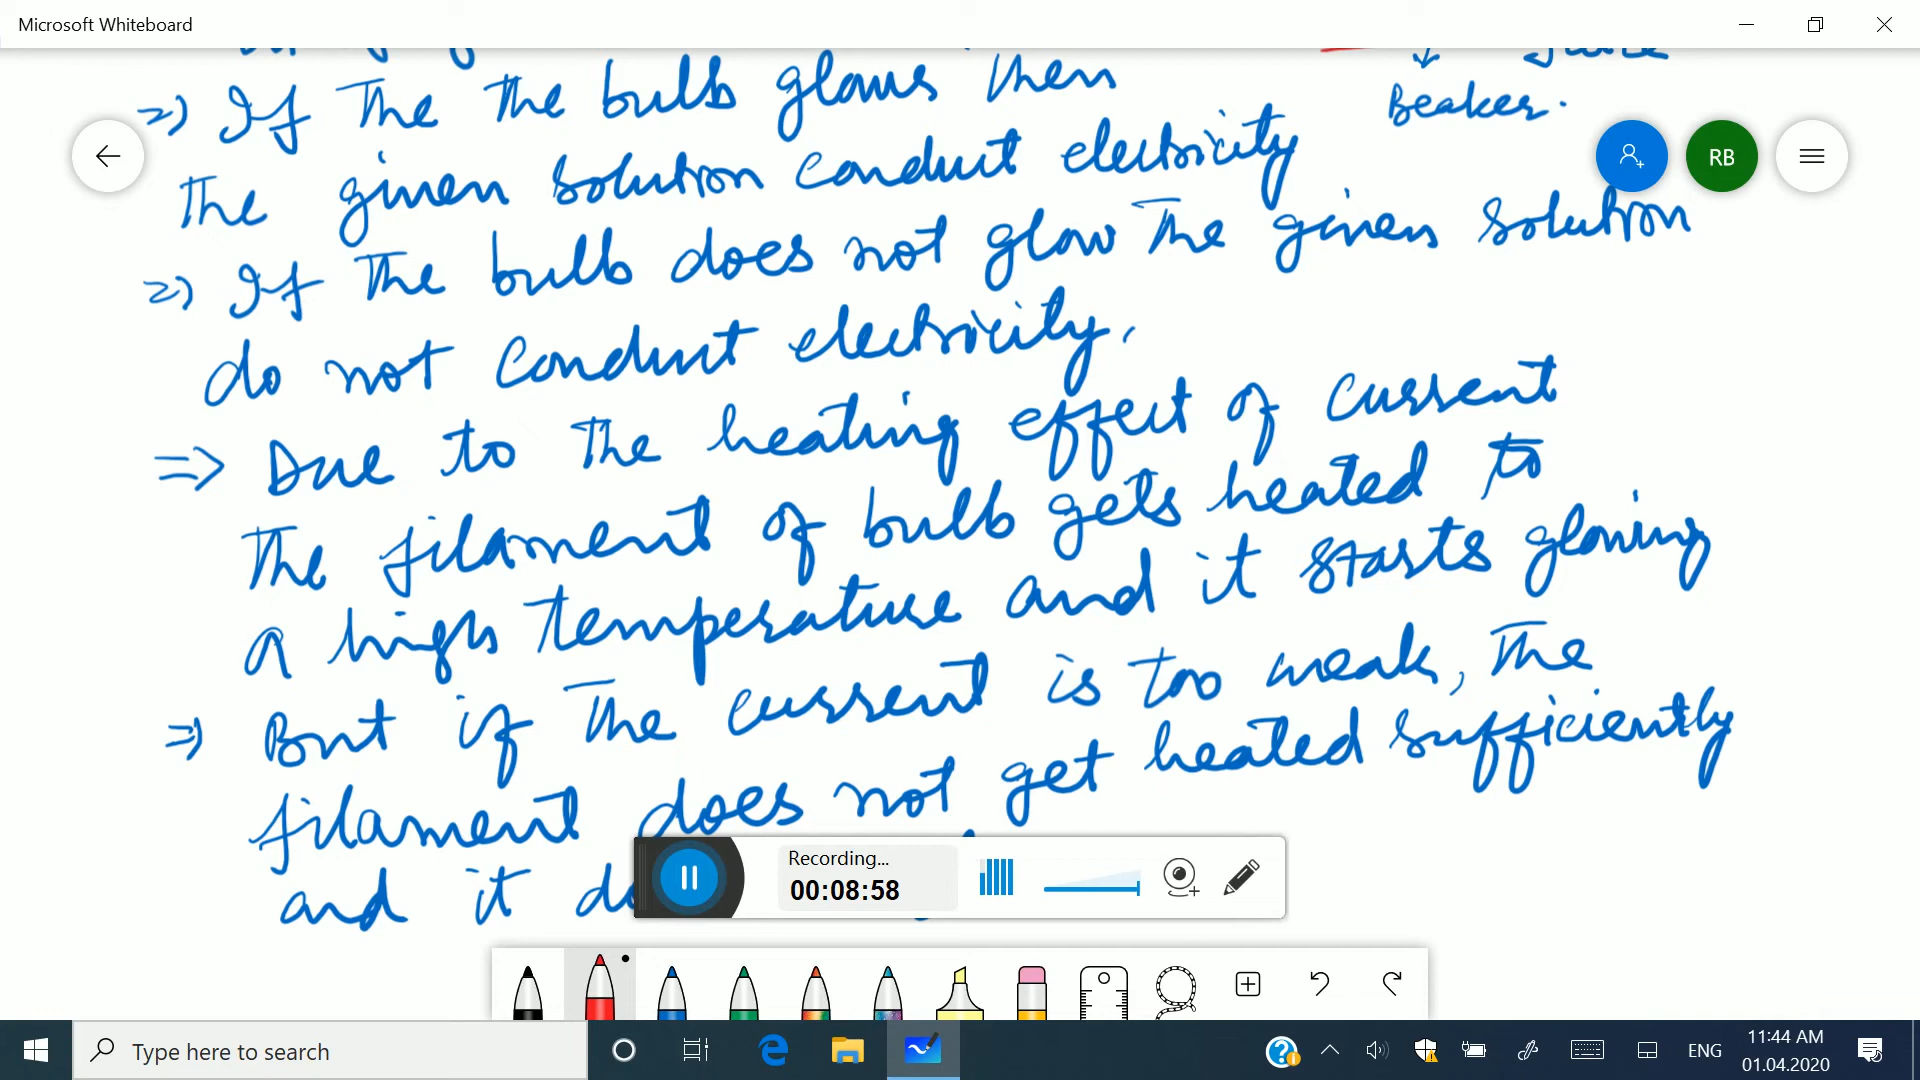 Microsoft Whiteboard
=) If the the bulb glows then
Beaker.
the given solution conduct electricity
RB
=) If the bulb does not glow the given solution
do not conduct electricity.
=> Due to the heating effect of current
the filament of bulb gets heated to
a high temperature and it starts glowing
=) But if the current is too weak, the
filament does not get heated sufficiently
and it
Recording...
00:08:58
Type here to search
ENG
11:44 AM
01.04.2020